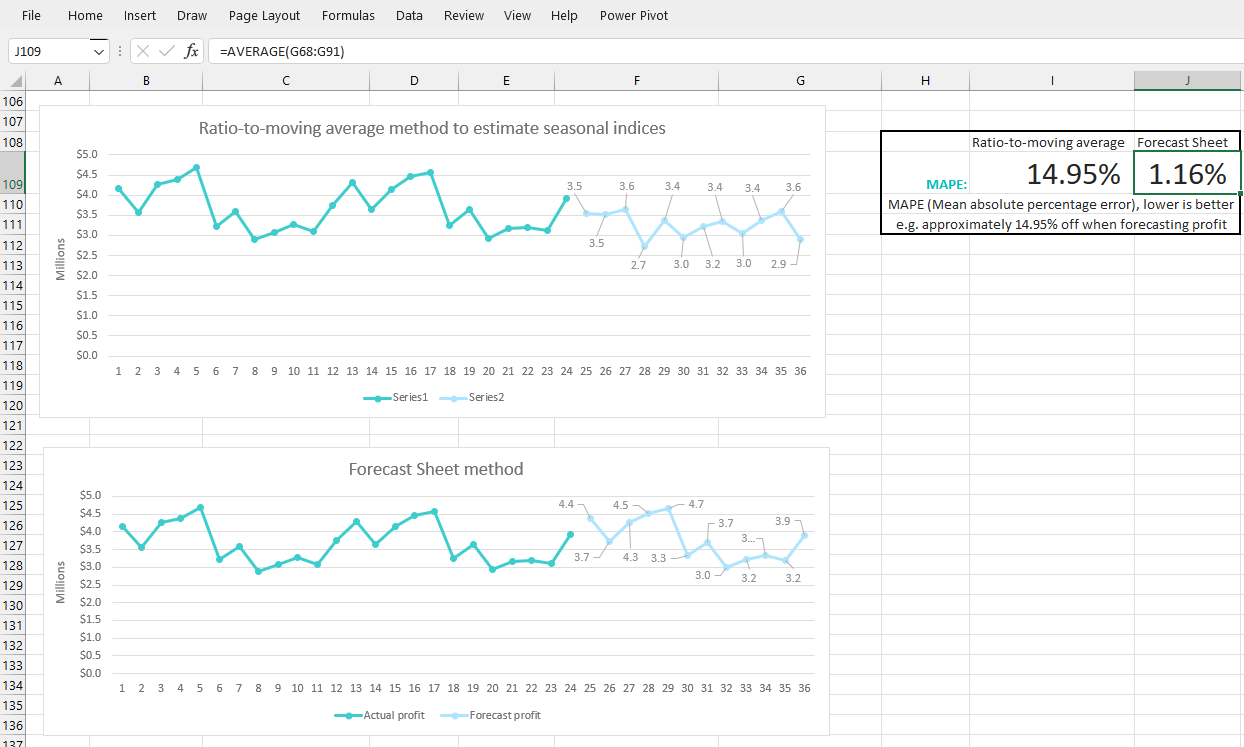 File Home Insert Draw Page Layout Formulas Data Review View Help Power Pivot
J109 fx =AVERAGE(G68:G91)
A B C D E F G H I J
106
107
108
109
110
111
112
113
114
115
116
117
118
119
120
121
122
123
124
125
126
127
128
129
130
131
132
133
134
135
136
137
Ratio-to-moving average method to estimate seasonal indices
$5.0
$4.5
$4.0
$3.5
$3.0
$2.5
$2.0
$1.5
$1.0
$0.5
$0.0
Millions
3.5 3.6 3.4 3.4 3.4 3.6
3.5 2.7 3.0 3.2 3.0 2.9
1 2 3 4 5 6 7 8 9 10 11 12 13 14 15 16 17 18 19 20 21 22 23 24 25 26 27 28 29 30 31 32 33 34 35 36
Series1 Series2
Ratio-to-moving average Forecast Sheet
MAPE: 14.95% 1.16%
MAPE (Mean absolute percentage error), lower is better
e.g. approximately 14.95% off when forecasting profit
Forecast Sheet method
$5.0
$4.5
$4.0
$3.5
$3.0
$2.5
$2.0
$1.5
$1.0
$0.5
$0.0
Millions
4.4 4.5 4.7 3.7 3... 3.9
3.7 4.3 3.3 3.0 3.2 3.2
1 2 3 4 5 6 7 8 9 10 11 12 13 14 15 16 17 18 19 20 21 22 23 24 25 26 27 28 29 30 31 32 33 34 35 36
Actual profit Forecast profit